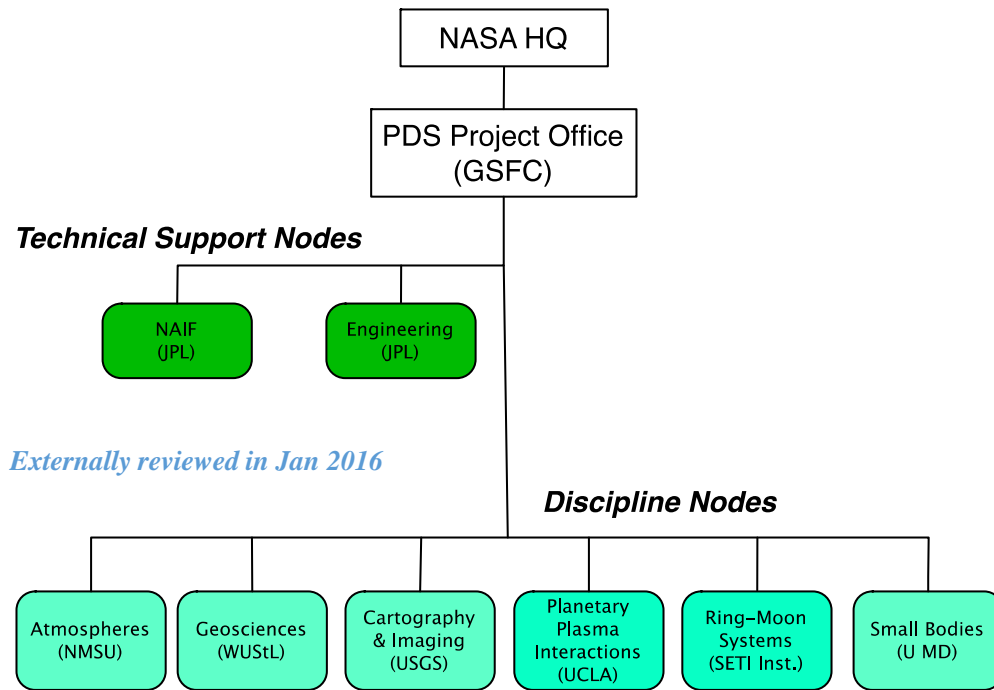 NASA HQ
PDS Project Office
(GSFC)
Technical Support Nodes
NAIF
(JPL)
Engineering
(JPL)
Externally reviewed in Jan 2016
Discipline Nodes
Atmospheres
(NMSU)
Geosciences
(WUStL)
Cartography
& Imaging
(USGS)
Planetary
Plasma
Interactions
(UCLA)
Ring–Moon
Systems
(SETI Inst.)
Small Bodies
(U MD)